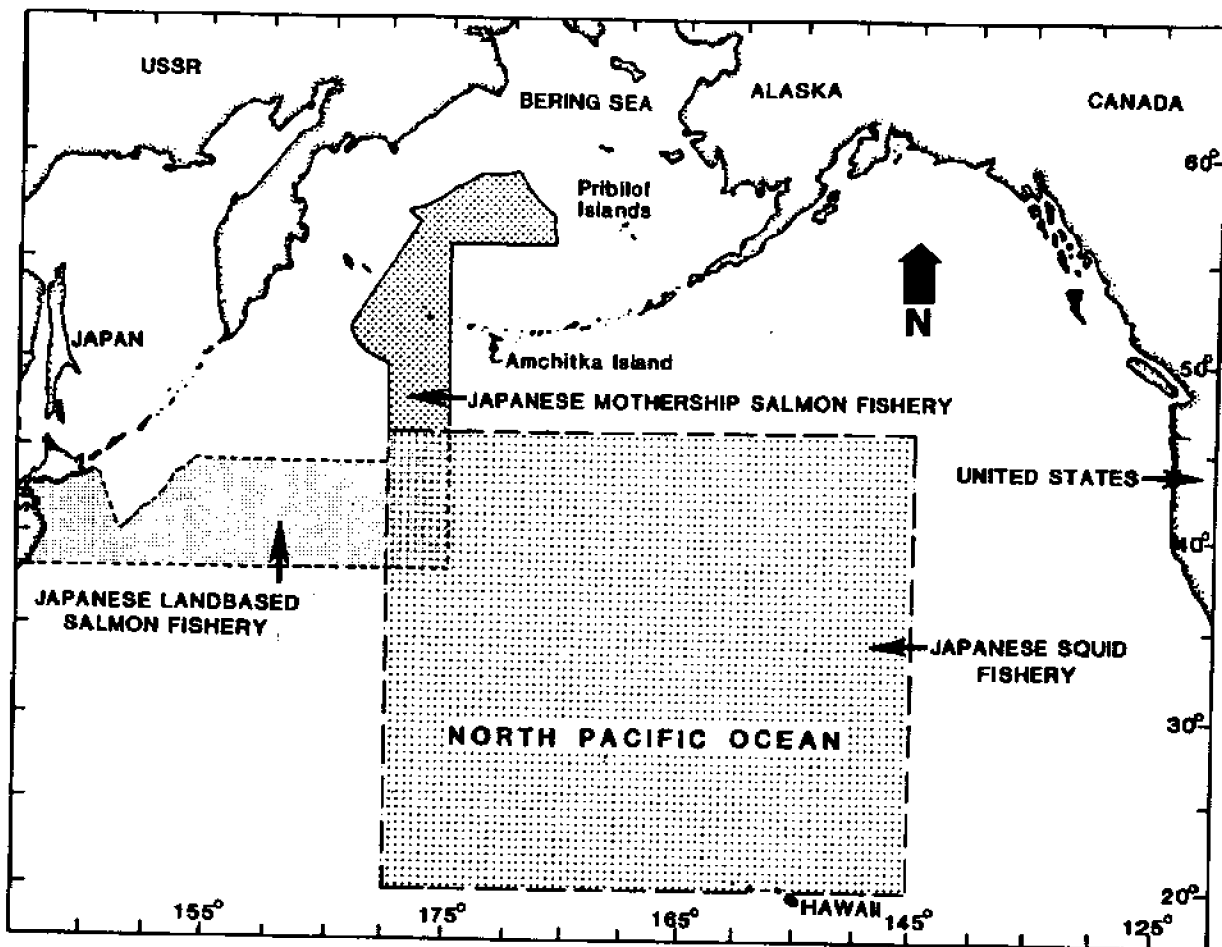 USSR
BERING SEA
ALASKA
CANADA
60°
Pribilof
Islands
N
JAPAN
Amchitka Island
50°
JAPANESE MOTHERSHIP SALMON FISHERY
UNITED STATES
40°
JAPANESE LANDBASED
SALMON FISHERY
JAPANESE SQUID
FISHERY
30°
NORTH PACIFIC OCEAN
HAWAII
20°
155°
175°
165°
145°
125°